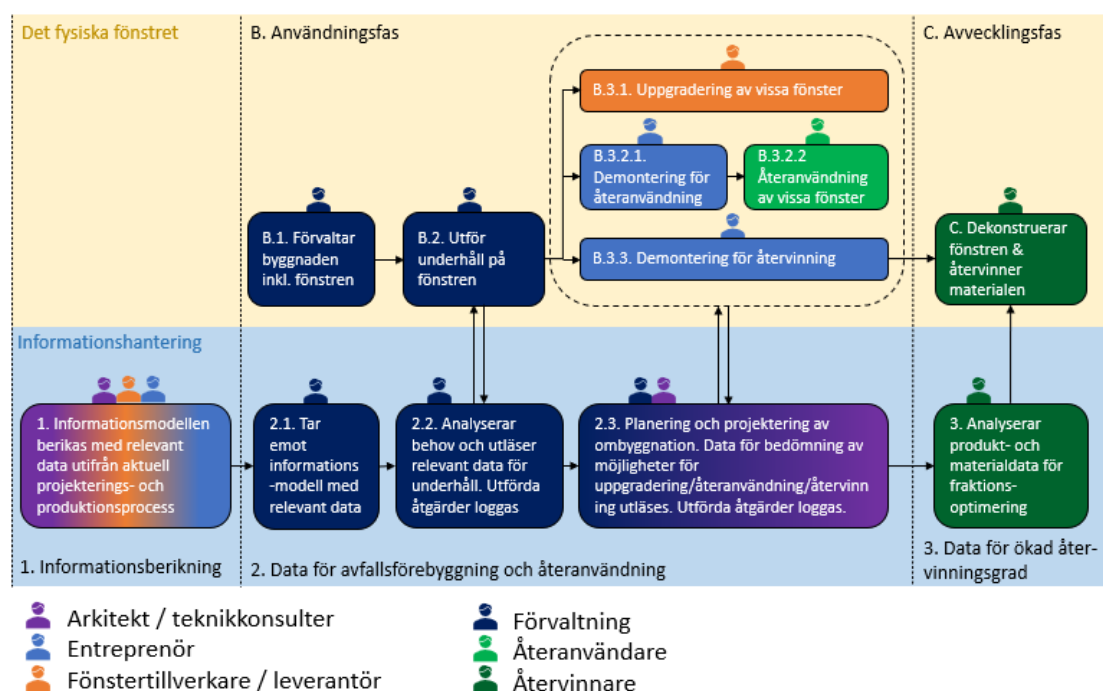 Det fysiska fönstret
B. Användningsfas
C. Avvecklingsfas
B.3.1. Uppgradering av vissa fönster
B.3.2.1.
Demontering för
återanvändning
B.3.2.2
Återanvändning
av vissa fönster
B.1. Förvaltar
byggnaden
inkl. fönstren
B.2. Utför
underhåll på
fönstren
B.3.3. Demontering för återvinning
C. Dekonstruerar
fönstren &
återvinner
materialen
Informationshantering
1. Informationsmodellen
berikas med relevant
data utifrån aktuell
projekterings- och
produktionsprocess
2.1. Tar
emot
informations
-modell med
relevant data
2.2. Analyserar
behov och utläser
relevant data för
underhåll. Utförda
åtgärder loggas
2.3. Planering och projektering av
ombyggnation. Data för bedömning av
möjligheter för
uppgradering/återanvändning/återvinn
ing utläses. Utförda åtgärder loggas.
3. Analyserar
produkt- och
materialdata för
fraktions-
optimering
1. Informationsberikning
2. Data för avfallsförebyggning och återanvändning
3. Data för ökad åter-
vinningsgrad
Arkitekt / teknikkonsulter
Entreprenör
Fönstertillverkare / leverantör
Förvaltning
Återanvändare
Återvinnare